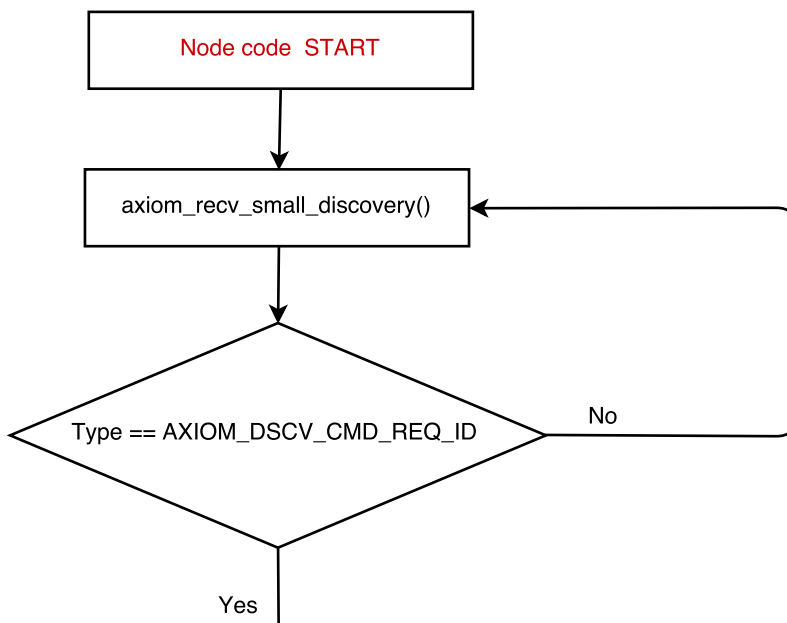 Node code  START
axiom_recv_small_discovery()
Type == AXIOM_DSCV_CMD_REQ_ID
No
Yes